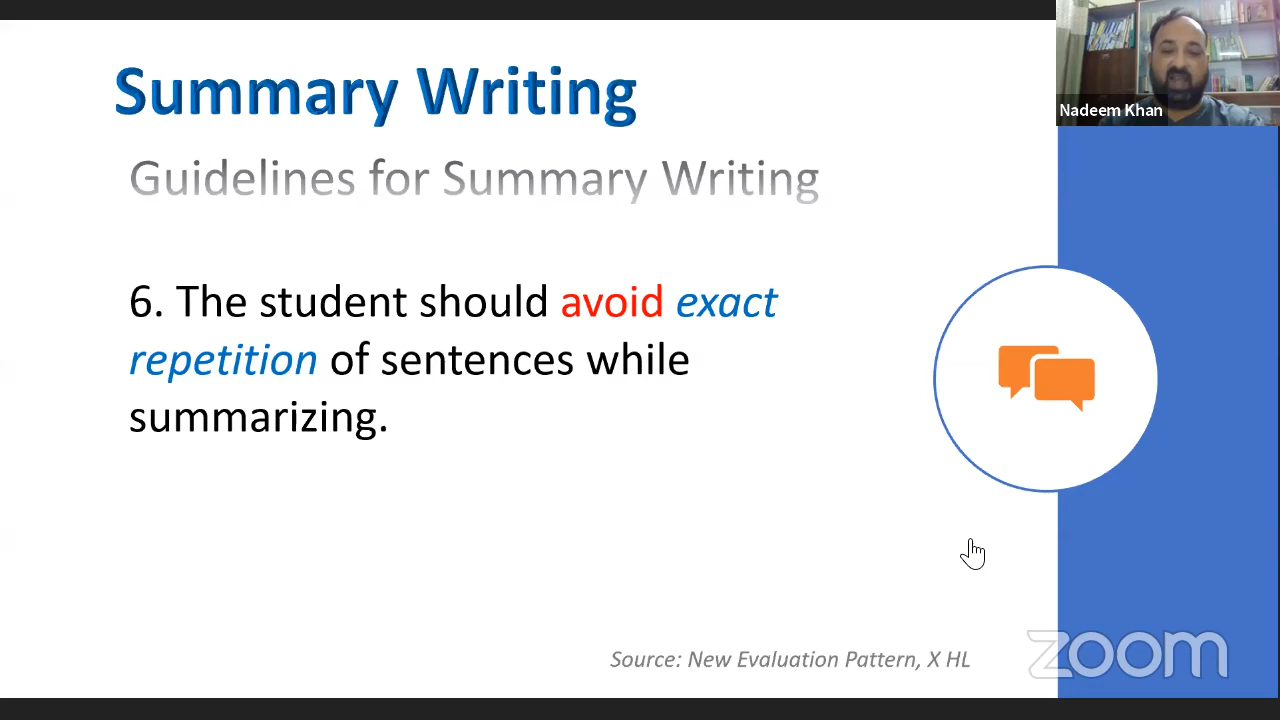 Summary Writing
Guidelines for Summary Writing
6. The student should avoid exact
repetition of sentences while
summarizing.
Source: New Evaluation Pattern, X HL
Nadeem Khan
zoom